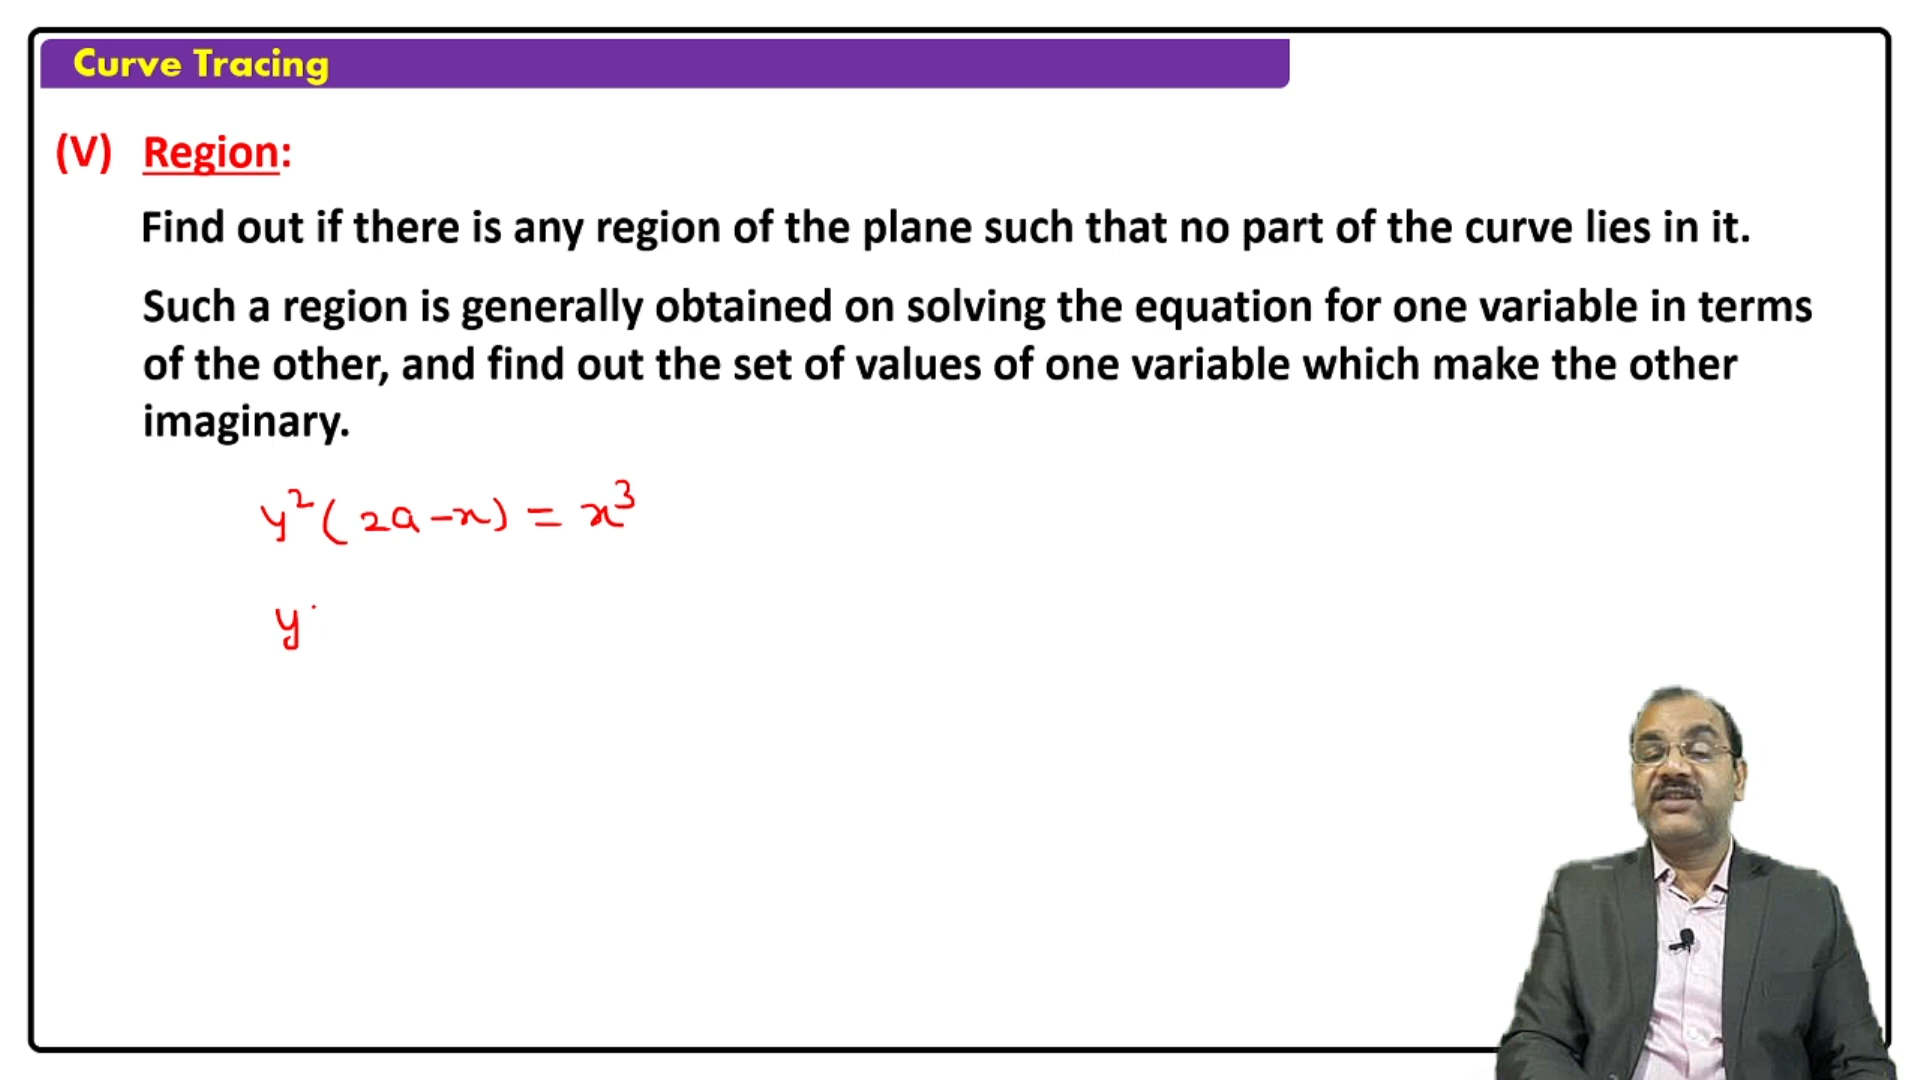 Curve Tracing
(V) Region:
Find out if there is any region of the plane such that no part of the curve lies in it.
Such a region is generally obtained on solving the equation for one variable in terms
of the other, and find out the set of values of one variable which make the other
imaginary.
y²(2a-x) = x³
y